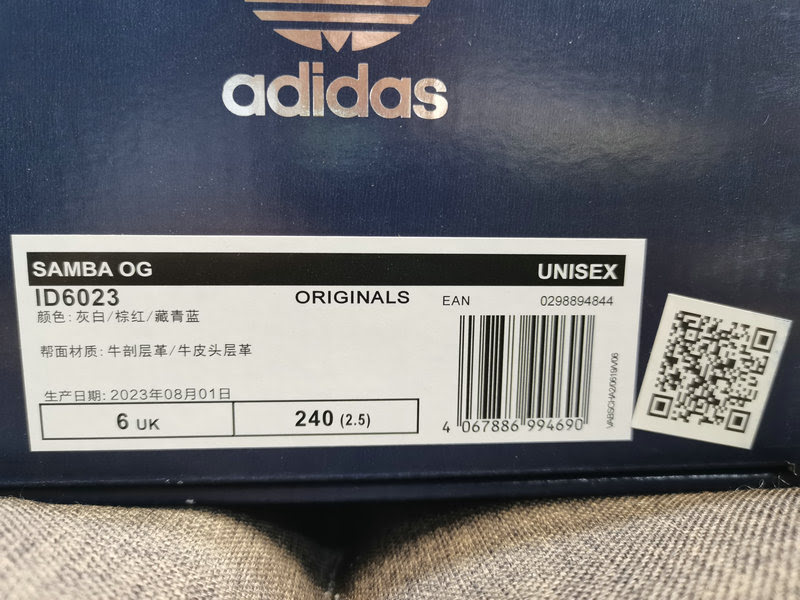 adidas
SAMBA OG UNISEX
ID6023 ORIGINALS EAN 0298894844
颜色: 灰白/棕红/藏青蓝
帮面材质: 牛剖层革/牛皮头层革
生产日期: 2023年08月01日
6 UK 240 (2.5)
4 067886 994690